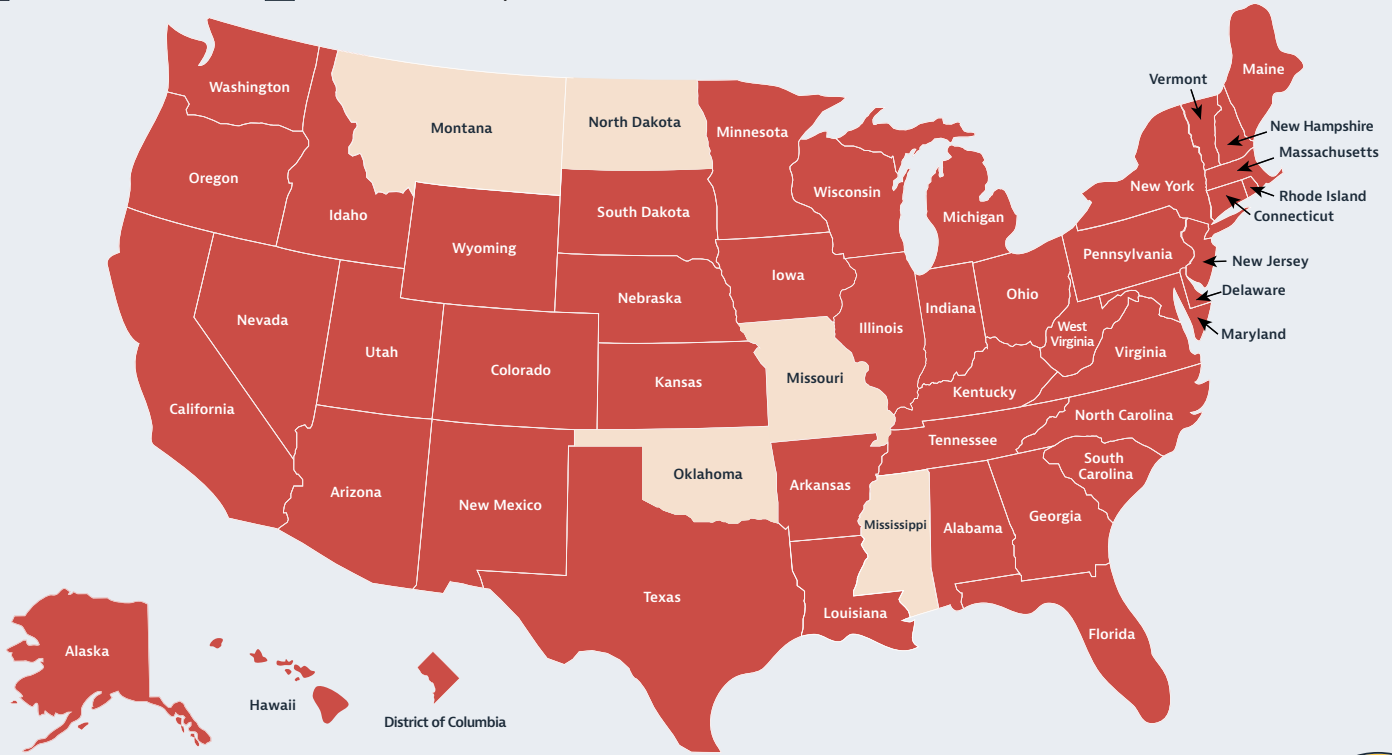 Maine
Vermont
Washington
North Dakota
Montana
Minnesota
New Hampshire
Massachusetts
Oregon
New York
Wisconsin
Rhode Island
South Dakota
Idaho
Michigan
Connecticut
Wyoming
Pennsylvania
New Jersey
Iowa
Delaware
Ohio
Nebraska
Indiana
Nevada
Illinois
West
Virginia
Maryland
Utah
Virginia
Colorado
Missouri
Kansas
Kentucky
California
North Carolina
Tennessee
South
Carolina
Oklahoma
Arkansas
Arizona
New Mexico
Georgia
Mississippi
Alabama
Texas
Louisiana
Florida
Alaska
Hawaii
District of Columbia